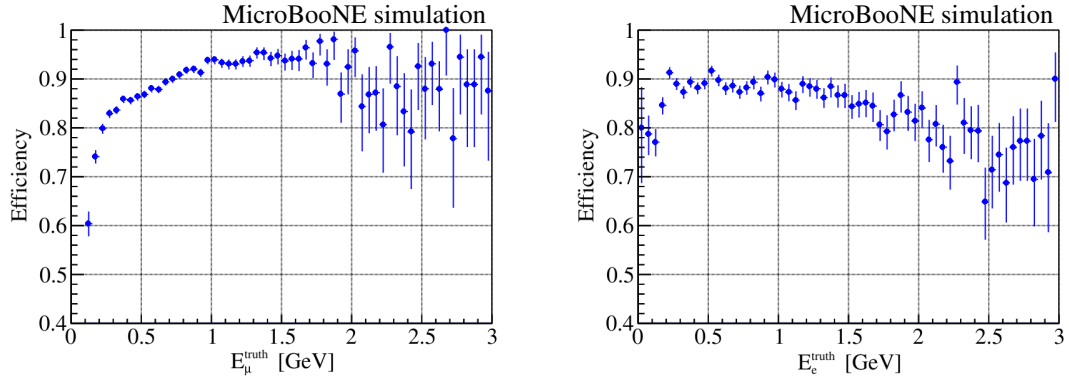 MicroBooNE simulation
Efficiency
1
0.9
0.8
0.7
0.6
0.5
0.4
0 0.5 1 1.5 2 2.5 3
E_μ^truth [GeV]
MicroBooNE simulation
Efficiency
1
0.9
0.8
0.7
0.6
0.5
0.4
0 0.5 1 1.5 2 2.5 3
E_e^truth [GeV]